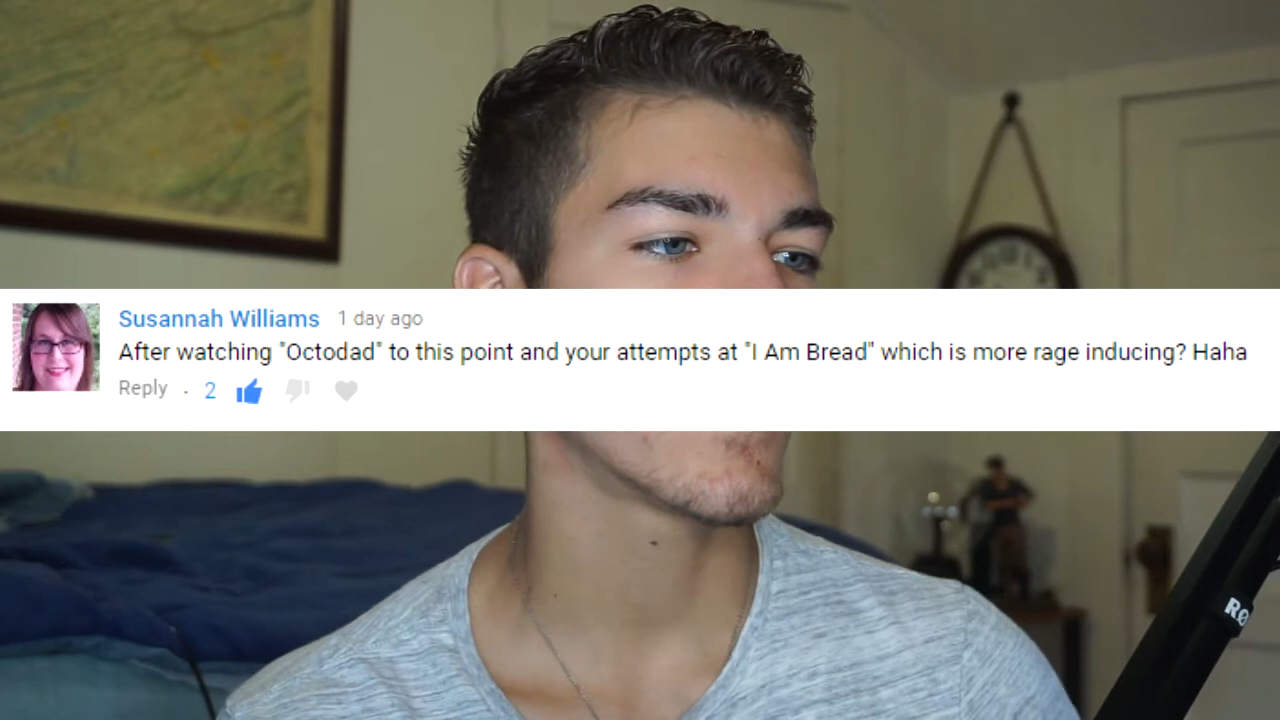 Susannah Williams 1 day ago
After watching "Octodad" to this point and your attempts at "I Am Bread" which is more rage inducing? Haha
Reply . 2